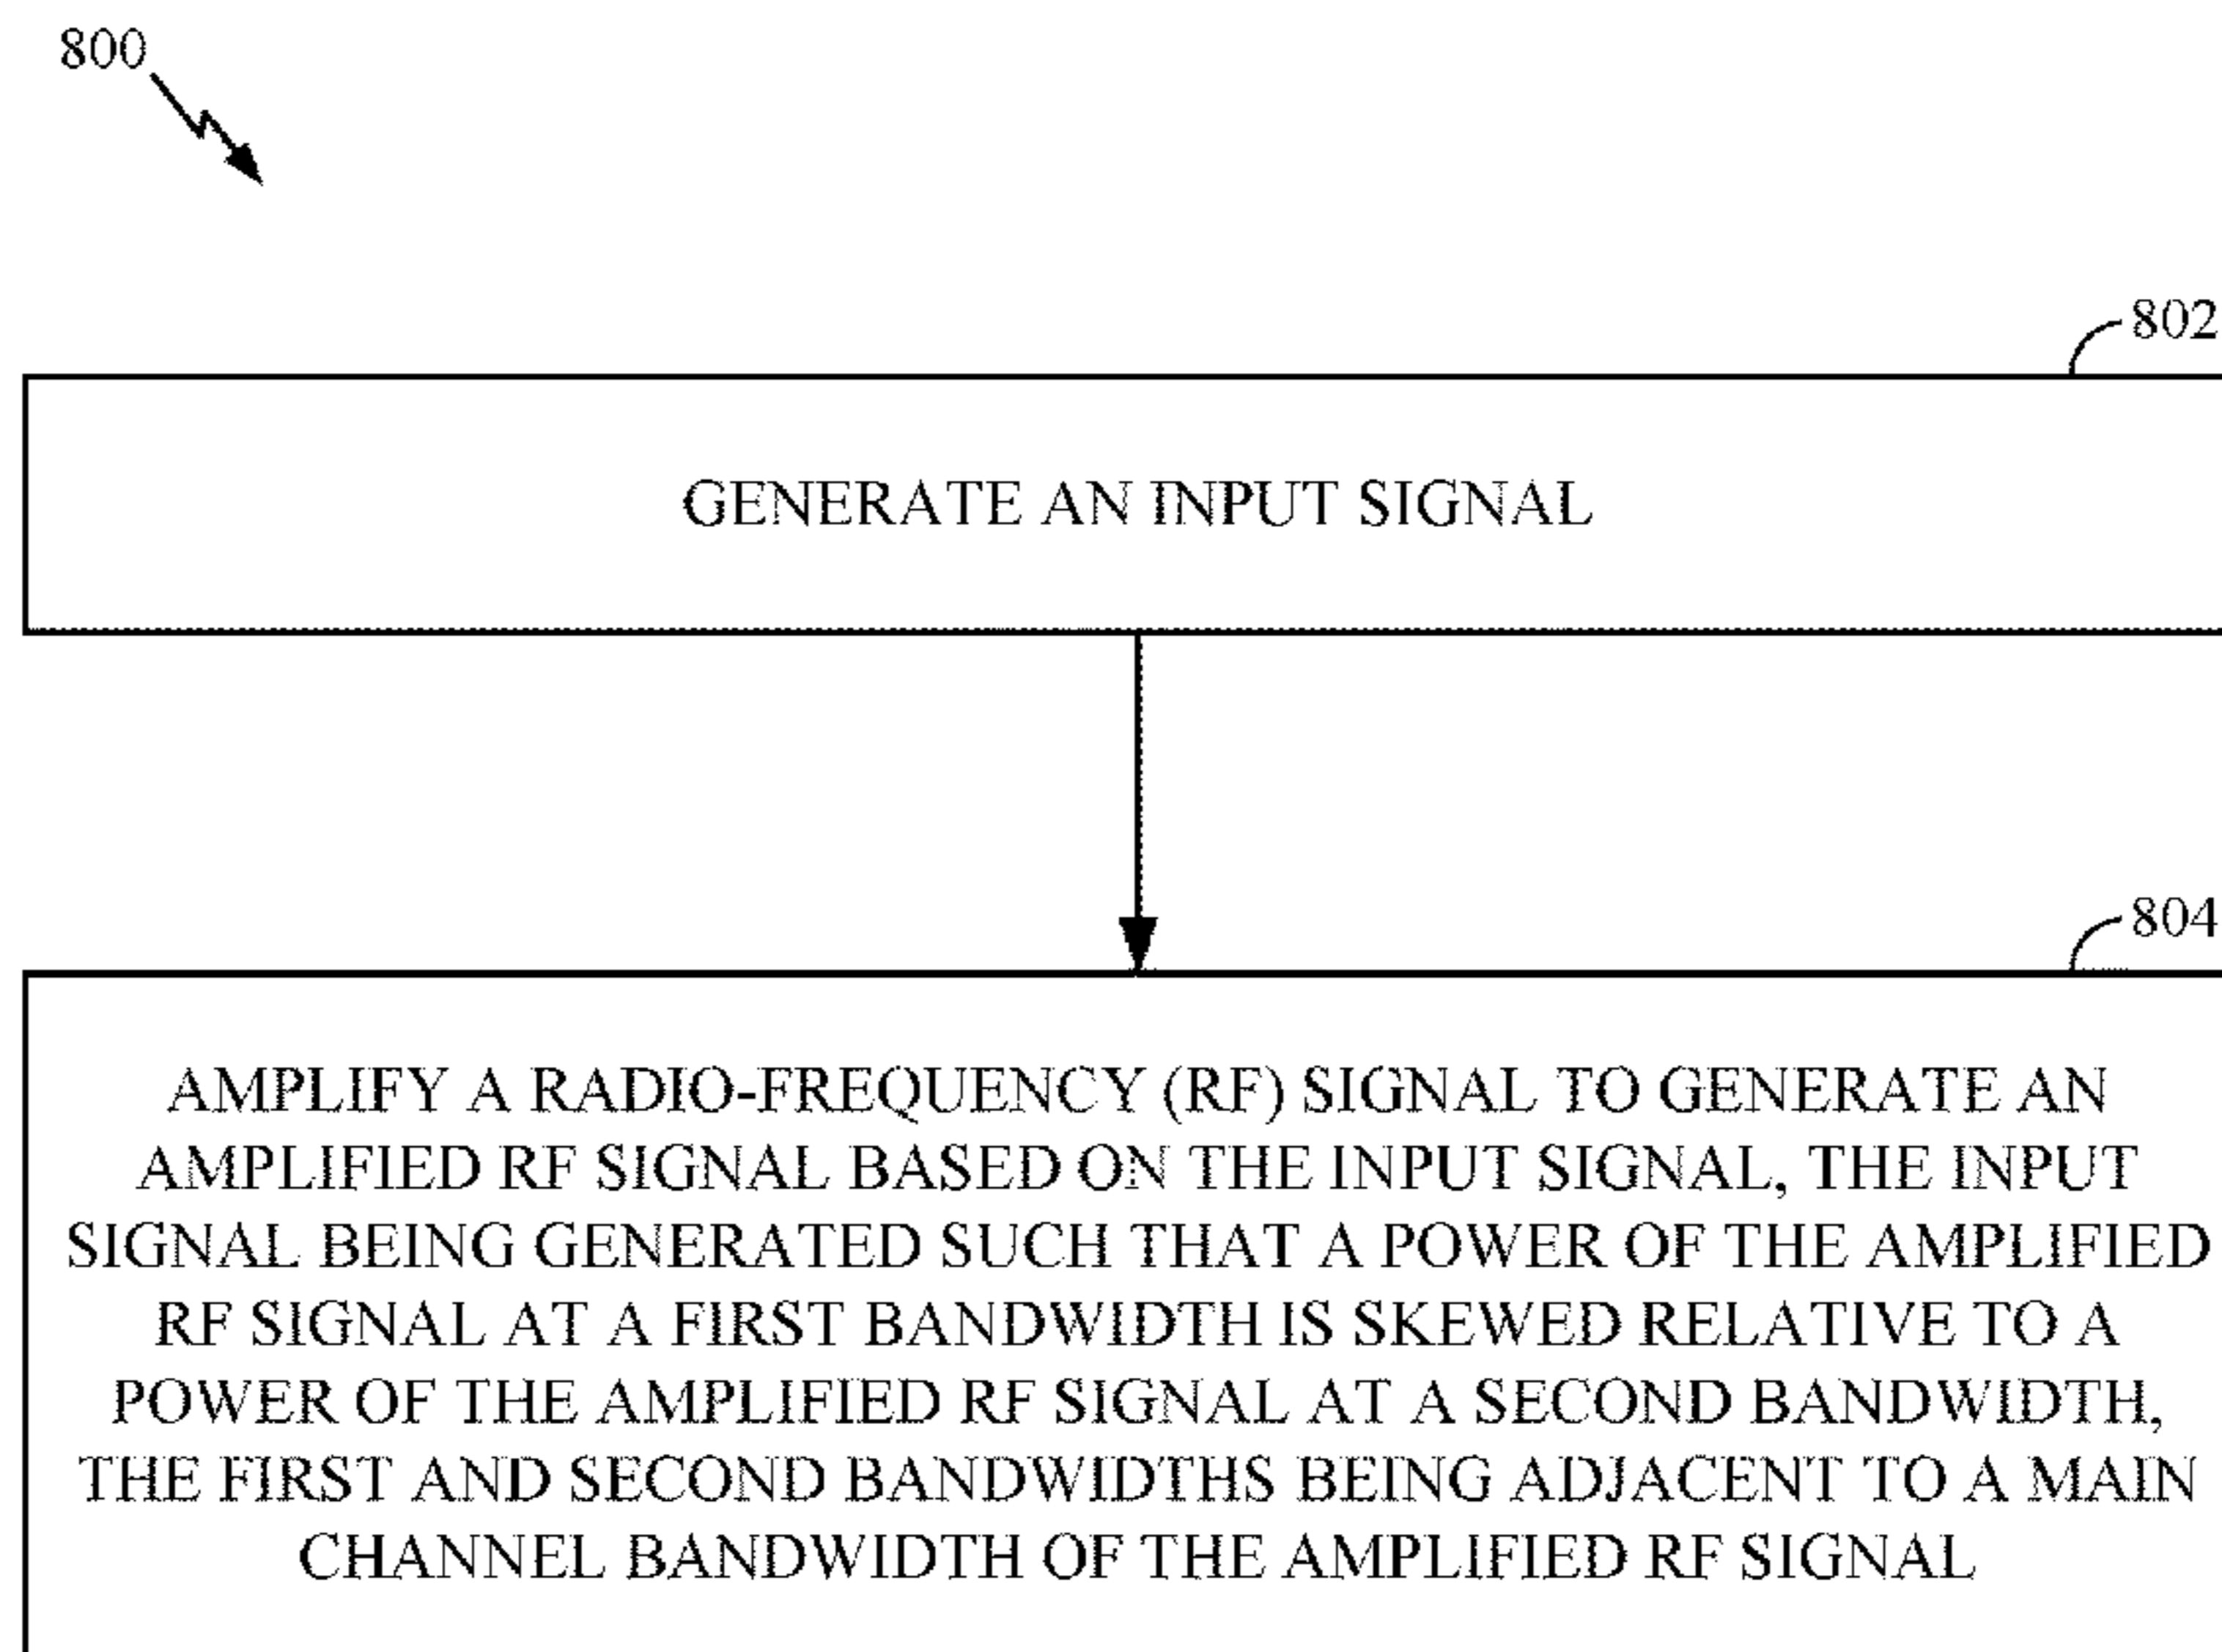 800
802
GENERATE AN INPUT SIGNAL
804
AMPLIFY A RADIO-FREQUENCY (RF) SIGNAL TO GENERATE AN
AMPLIFIED RF SIGNAL BASED ON THE INPUT SIGNAL, THE INPUT
SIGNAL BEING GENERATED SUCH THAT A POWER OF THE AMPLIFIED
RF SIGNAL AT A FIRST BANDWIDTH IS SKEWED RELATIVE TO A
POWER OF THE AMPLIFIED RF SIGNAL AT A SECOND BANDWIDTH,
THE FIRST AND SECOND BANDWIDTHS BEING ADJACENT TO A MAIN
CHANNEL BANDWIDTH OF THE AMPLIFIED RF SIGNAL